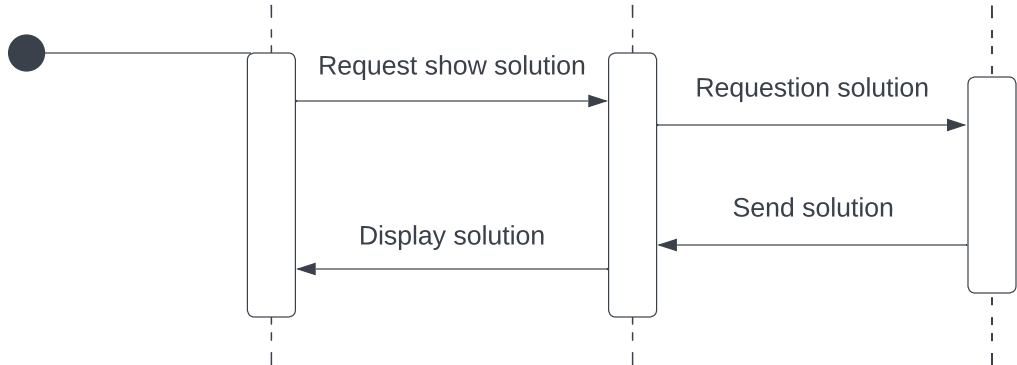 Request show solution
Requestion solution
Send solution
Display solution